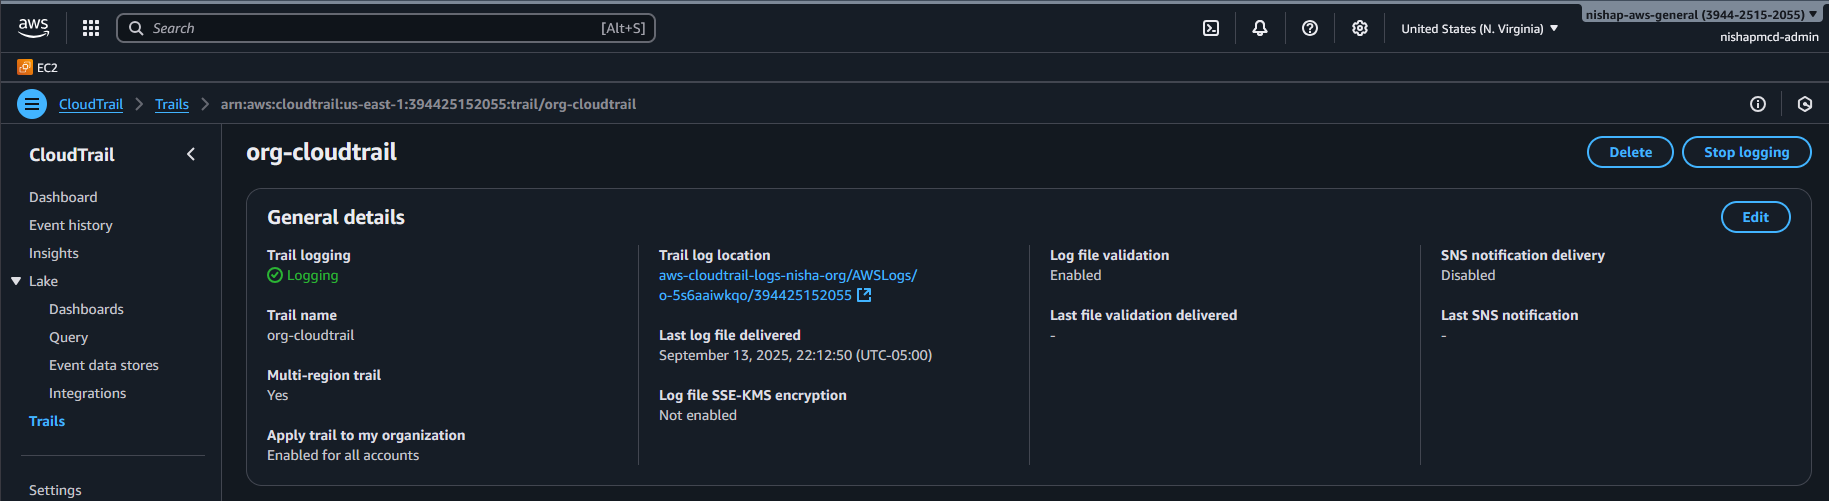 aws
Search [Alt+S]
United States (N. Virginia)
nishap-aws-general (3944-2515-2055)
nishapmcd-admin
EC2
CloudTrail
Trails
arn:aws:cloudtrail:us-east-1:394425152055:trail/org-cloudtrail
CloudTrail
Dashboard
Event history
Insights
Lake
Dashboards
Query
Event data stores
Integrations
Trails
Settings
org-cloudtrail
Delete
Stop logging
General details
Edit
Trail logging
Logging
Trail name
org-cloudtrail
Multi-region trail
Yes
Apply trail to my organization
Enabled for all accounts
Trail log location
aws-cloudtrail-logs-nisha-org/AWSLogs/
o-5s6aaiwkqo/394425152055
Last log file delivered
September 13, 2025, 22:12:50 (UTC-05:00)
Log file SSE-KMS encryption
Not enabled
Log file validation
Enabled
Last file validation delivered
-
SNS notification delivery
Disabled
Last SNS notification
-